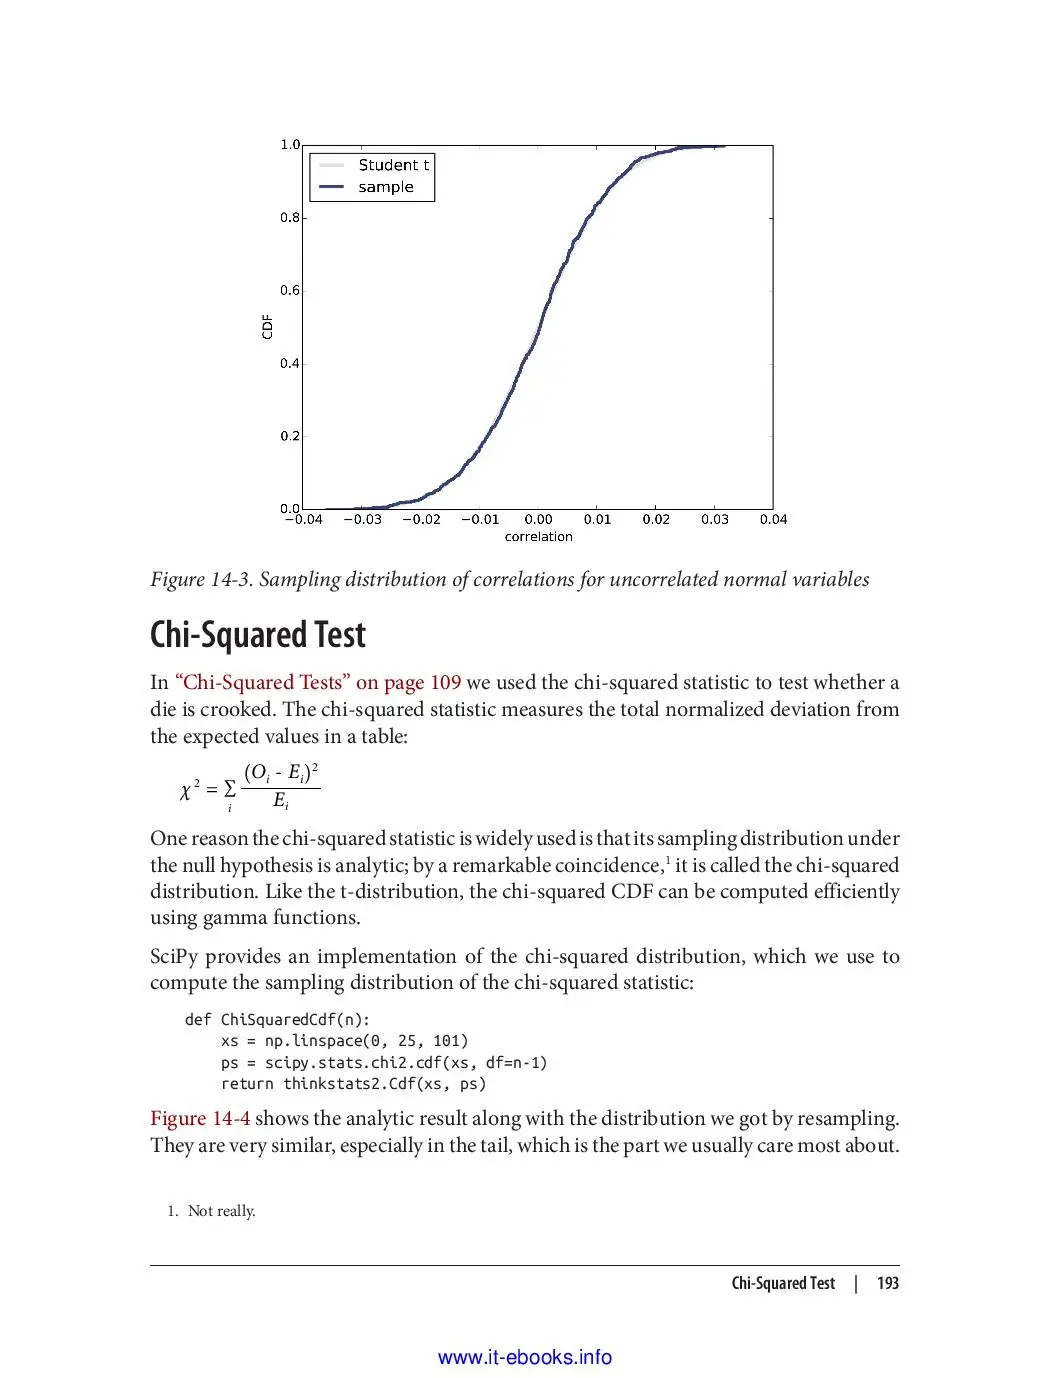 1.0
Student t
sample
0.8
0.6
CDF
0.4
0.2
0.0
−0.04 −0.03 −0.02 −0.01 0.00 0.01 0.02 0.03 0.04
correlation
Figure 14-3. Sampling distribution of correlations for uncorrelated normal variables
Chi-Squared Test
In “Chi-Squared Tests” on page 109 we used the chi-squared statistic to test whether a
die is crooked. The chi-squared statistic measures the total normalized deviation from
the expected values in a table:
χ² = Σᵢ (Oᵢ - Eᵢ)² / Eᵢ
One reason the chi-squared statistic is widely used is that its sampling distribution under
the null hypothesis is analytic; by a remarkable coincidence,¹ it is called the chi-squared
distribution. Like the t-distribution, the chi-squared CDF can be computed efficiently
using gamma functions.
SciPy provides an implementation of the chi-squared distribution, which we use to
compute the sampling distribution of the chi-squared statistic:
def ChiSquaredCdf(n):
    xs = np.linspace(0, 25, 101)
    ps = scipy.stats.chi2.cdf(xs, df=n-1)
    return thinkstats2.Cdf(xs, ps)
Figure 14-4 shows the analytic result along with the distribution we got by resampling.
They are very similar, especially in the tail, which is the part we usually care most about.
1. Not really.
Chi-Squared Test | 193
www.it-ebooks.info